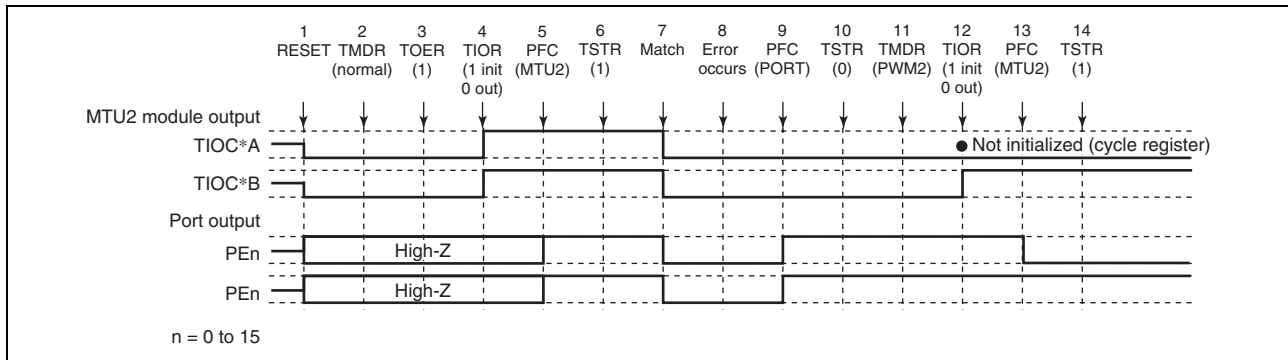 1 2 3 4 5 6 7 8 9 10 11 12 13 14
RESET TMDR TOER TIOR PFC TSTR Match Error PFC TSTR TMDR TIOR PFC TSTR
(normal) (1) (1 init (MTU2) (1) occurs (PORT) (0) (PWM2) (1 init (MTU2) (1)
0 out) 0 out)
MTU2 module output
TIOC*A
● Not initialized (cycle register)
TIOC*B
Port output
PEn
High-Z
PEn
High-Z
n = 0 to 15